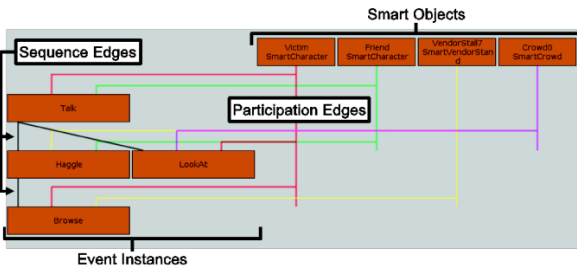 Smart Objects
Sequence Edges
Victim
SmartCharacter
Friend
SmartCharacter
VendorStall7
SmartVendorStan
d
Crowd0
SmartCrowd
Talk
Participation Edges
Haggle
LookAt
Browse
Event Instances